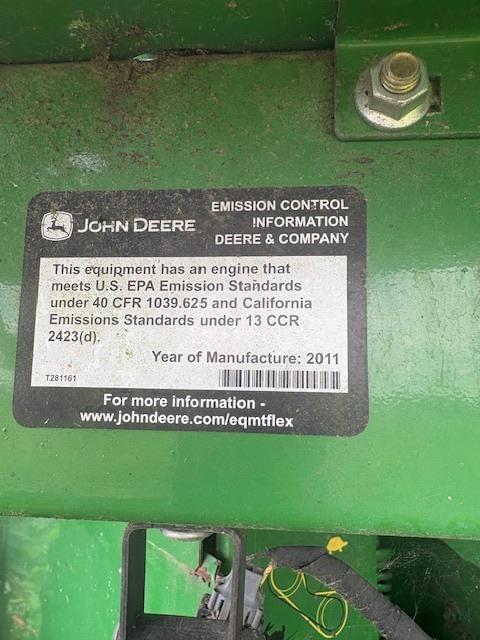 JOHN DEERE
EMISSION CONTROL
INFORMATION
DEERE & COMPANY
This equipment has an engine that
meets U.S. EPA Emission Standards
under 40 CFR 1039.625 and California
Emissions Standards under 13 CCR
2423(d).
Year of Manufacture: 2011
T281161
For more information -
www.johndeere.com/eqmtflex